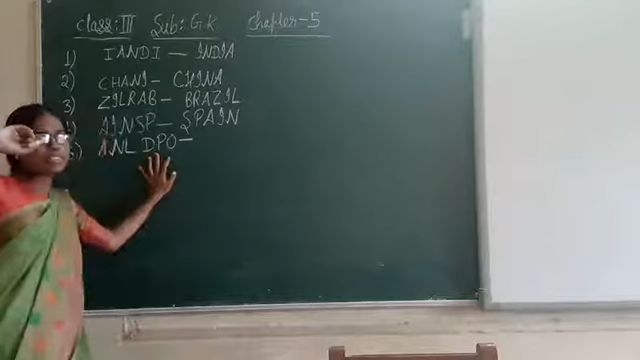 Class: III Sub: G.K Chapter-5
1) IANDI — INDIA
2) CHANI — CHINA
3) ZILRAB — BRAZIL
4) AINSP — SPAIN
5) ANL DPO —